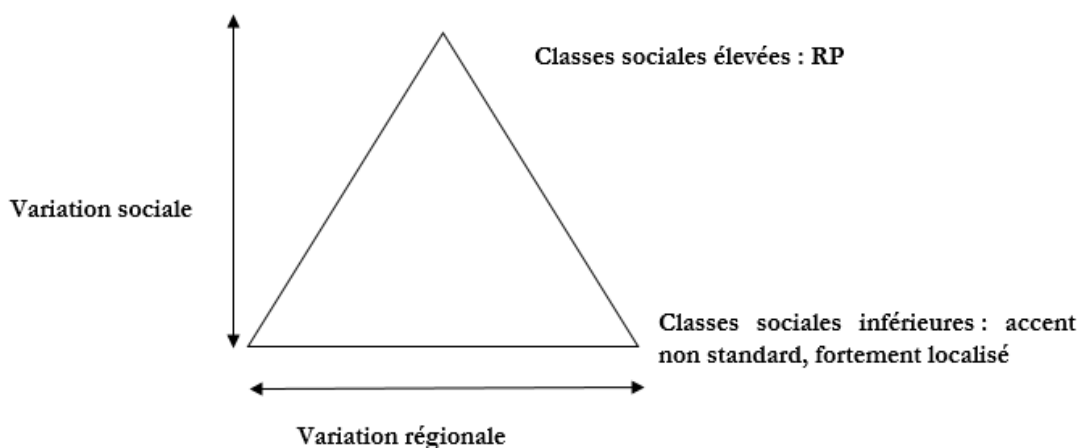 Classes sociales élevées : RP
Variation sociale
Classes sociales inférieures : accent
non standard, fortement localisé
Variation régionale